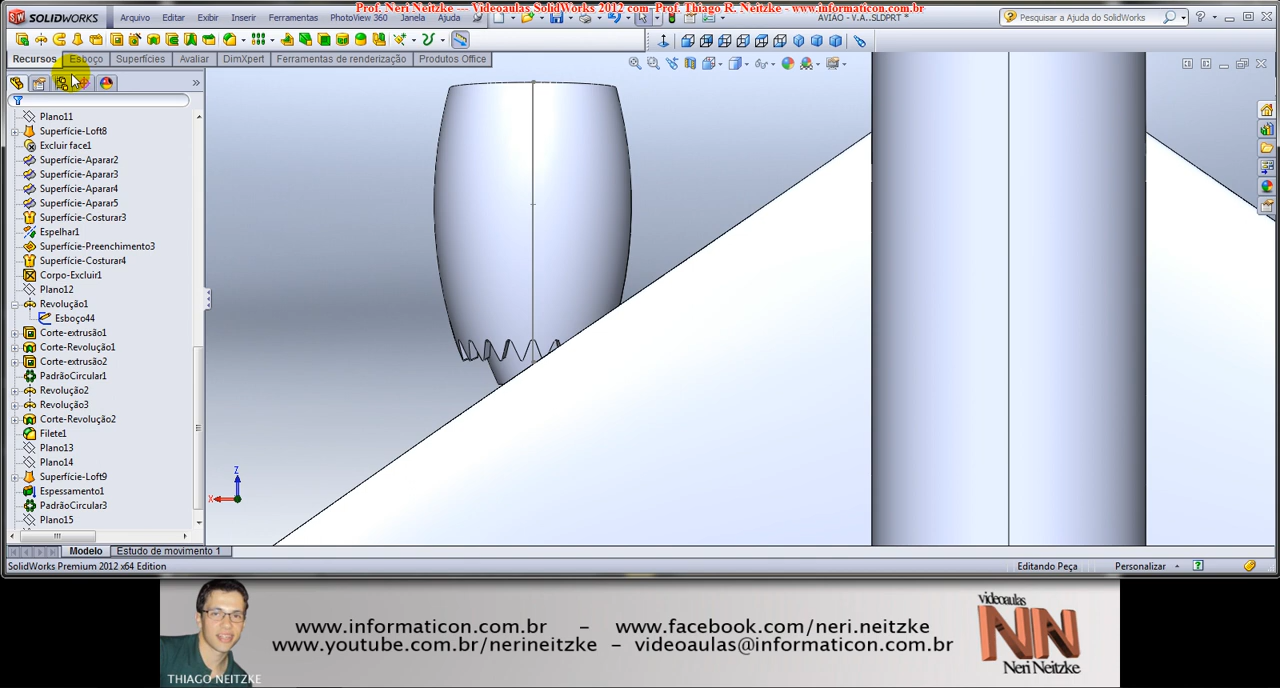 Prof. Neri Neitzke --- Videoaulas SolidWorks 2012 com Prof. Thiago R. Neitzke - www.informaticon.com.br
SOLIDWORKS
Arquivo Editar Exibir Inserir Ferramentas PhotoView 360 Janela Ajuda
AVIAO - V.A...SLDPRT *
Pesquisar a Ajuda do SolidWorks
Recursos Esboço Superfícies Avaliar DimXpert Ferramentas de renderização Produtos Office
Plano11
Superfície-Loft8
Excluir face1
Superfície-Aparar2
Superfície-Aparar3
Superfície-Aparar4
Superfície-Aparar5
Superfície-Costurar3
Espelhar1
Superfície-Preenchimento3
Superfície-Costurar4
Corpo-Excluir1
Plano12
Revolução1
Esboço44
Corte-extrusão1
Corte-Revolução1
Corte-extrusão2
PadrãoCircular1
Revolução2
Revolução3
Corte-Revolução2
Filete1
Plano13
Plano14
Superfície-Loft9
Espessamento1
PadrãoCircular3
Plano15
Z
X
Modelo Estudo de movimento 1
SolidWorks Premium 2012 x64 Edition
Editando Peça
Personalizar
www.informaticon.com.br - www.facebook.com/neri.neitzke
www.youtube.com.br/nerineitzke - videoaulas@informaticon.com.br
THIAGO NEITZKE
videoaulas
NN
Neri Neitzke